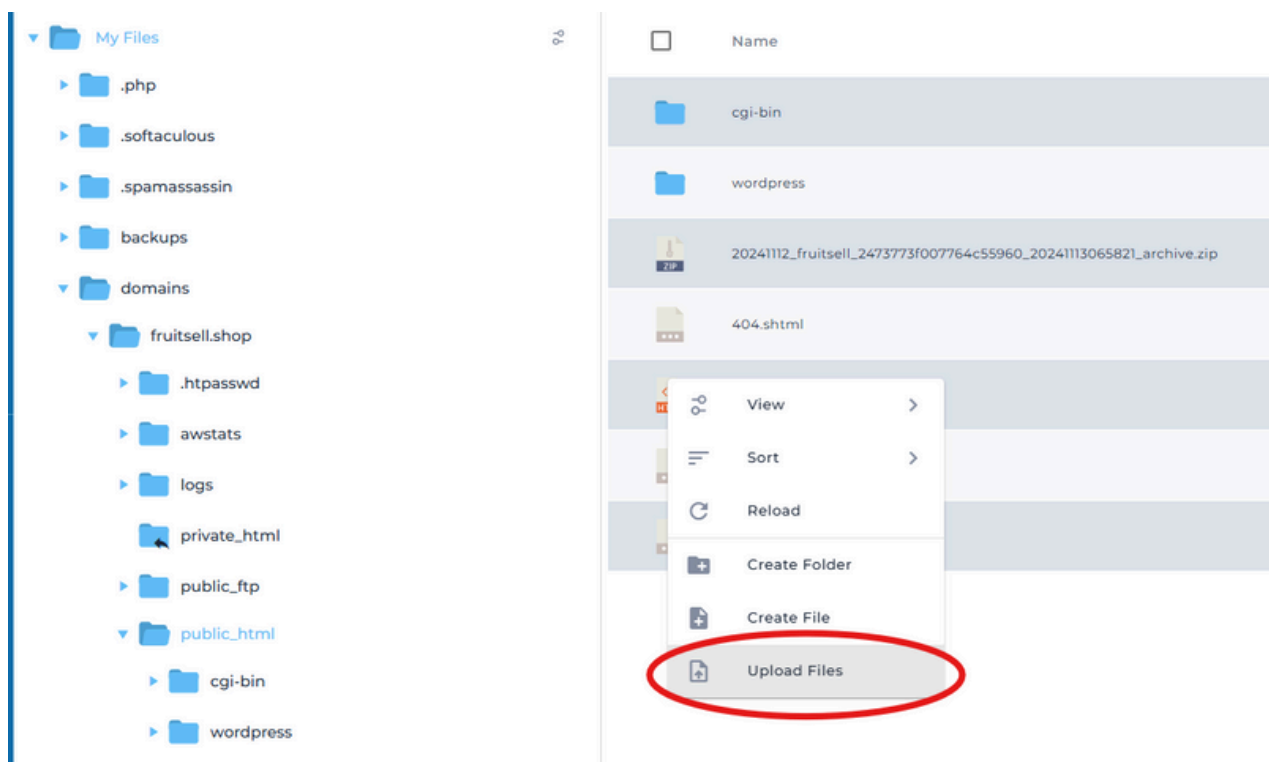 My Files
.php
.softaculous
.spamassassin
backups
domains
fruitsell.shop
.htpasswd
awstats
logs
private_html
public_ftp
public_html
cgi-bin
wordpress
Name
cgi-bin
wordpress
ZIP
20241112_fruitsell_2473773f007764c55960_20241113065821_archive.zip
404.shtml
View
Sort
Reload
Create Folder
Create File
Upload Files